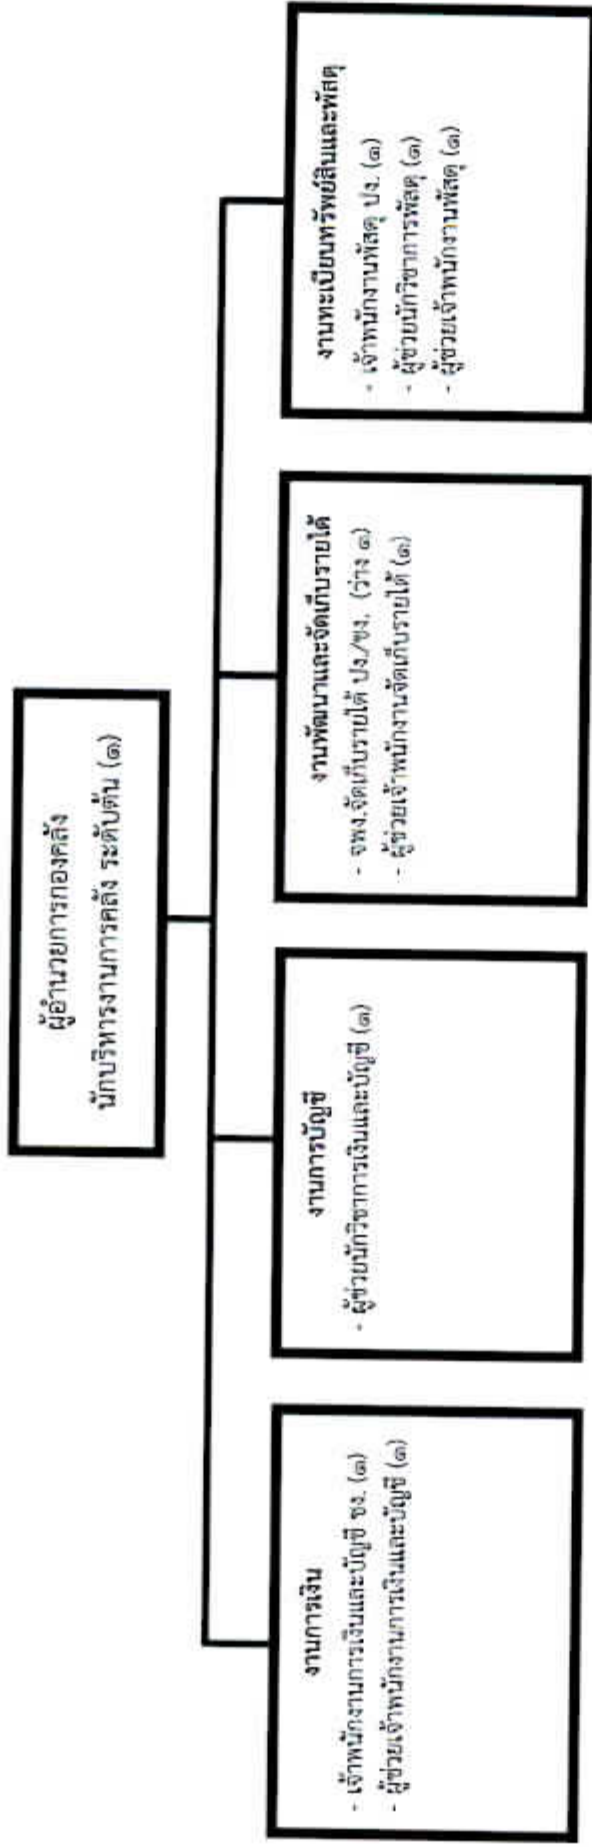 ผู้อำนวยการกองคลัง
นักบริหารงานการคลัง ระดับต้น (๑)
งานการเงิน
- เจ้าพนักงานการเงินและบัญชี ชง. (๑)
- ผู้ช่วยเจ้าพนักงานการเงินและบัญชี (๑)
งานการบัญชี
- ผู้ช่วยนักวิชาการเงินและบัญชี (๑)
งานพัฒนาและจัดเก็บรายได้
- จพง.จัดเก็บรายได้ ปง./ชง. (ว่าง ๑)
- ผู้ช่วยเจ้าพนักงานจัดเก็บรายได้ (๑)
งานทะเบียนทรัพย์สินและพัสดุ
- เจ้าพนักงานพัสดุ ปง. (๑)
- ผู้ช่วยนักวิชาการพัสดุ (๑)
- ผู้ช่วยเจ้าพนักงานพัสดุ (๑)